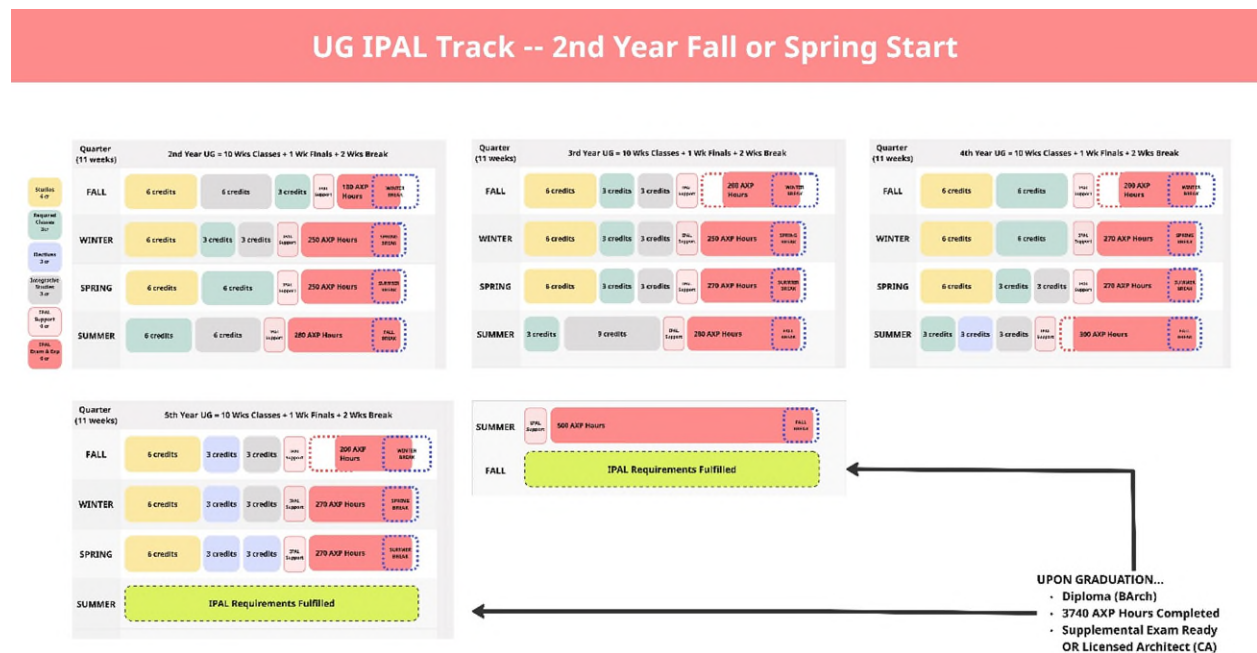 UG IPAL Track -- 2nd Year Fall or Spring Start
Studios
6 cr
Required
Classes
3cr
Electives
3 cr
Integrative
Studies
3 cr
IPAL
Support
0 cr
IPAL
Exam & Exp
0 cr
Quarter
(11 weeks)
2nd Year UG = 10 Wks Classes + 1 Wk Finals + 2 Wks Break
FALL
6 credits
6 credits
3 credits
IPAL
Support
180 AXP
Hours
WINTER
BREAK
WINTER
6 credits
3 credits
3 credits
IPAL
Support
250 AXP Hours
SPRING
BREAK
SPRING
6 credits
6 credits
IPAL
Support
250 AXP Hours
SUMMER
BREAK
SUMMER
6 credits
6 credits
IPAL
Support
280 AXP Hours
FALL
BREAK
Quarter
(11 weeks)
3rd Year UG = 10 Wks Classes + 1 Wk Finals + 2 Wks Break
FALL
6 credits
3 credits
3 credits
IPAL
Support
200 AXP
Hours
WINTER
BREAK
WINTER
6 credits
3 credits
3 credits
IPAL
Support
250 AXP Hours
SPRING
BREAK
SPRING
6 credits
3 credits
3 credits
IPAL
Support
270 AXP Hours
SUMMER
BREAK
SUMMER
3 credits
9 credits
IPAL
Support
280 AXP Hours
FALL
BREAK
Quarter
(11 weeks)
4th Year UG = 10 Wks Classes + 1 Wk Finals + 2 Wks Break
FALL
6 credits
6 credits
IPAL
Support
200 AXP
Hours
WINTER
BREAK
WINTER
6 credits
6 credits
IPAL
Support
270 AXP Hours
SPRING
BREAK
SPRING
6 credits
3 credits
3 credits
IPAL
Support
270 AXP Hours
SUMMER
BREAK
SUMMER
3 credits
3 credits
3 credits
IPAL
Support
300 AXP Hours
FALL
BREAK
Quarter
(11 weeks)
5th Year UG = 10 Wks Classes + 1 Wk Finals + 2 Wks Break
FALL
6 credits
3 credits
3 credits
IPAL
Support
200 AXP
Hours
WINTER
BREAK
WINTER
6 credits
3 credits
3 credits
IPAL
Support
270 AXP Hours
SPRING
BREAK
SPRING
6 credits
3 credits
3 credits
IPAL
Support
270 AXP Hours
SUMMER
BREAK
SUMMER
IPAL Requirements Fulfilled
SUMMER
IPAL
Support
500 AXP Hours
FALL
BREAK
FALL
IPAL Requirements Fulfilled
UPON GRADUATION...
· Diploma (BArch)
· 3740 AXP Hours Completed
· Supplemental Exam Ready
OR Licensed Architect (CA)